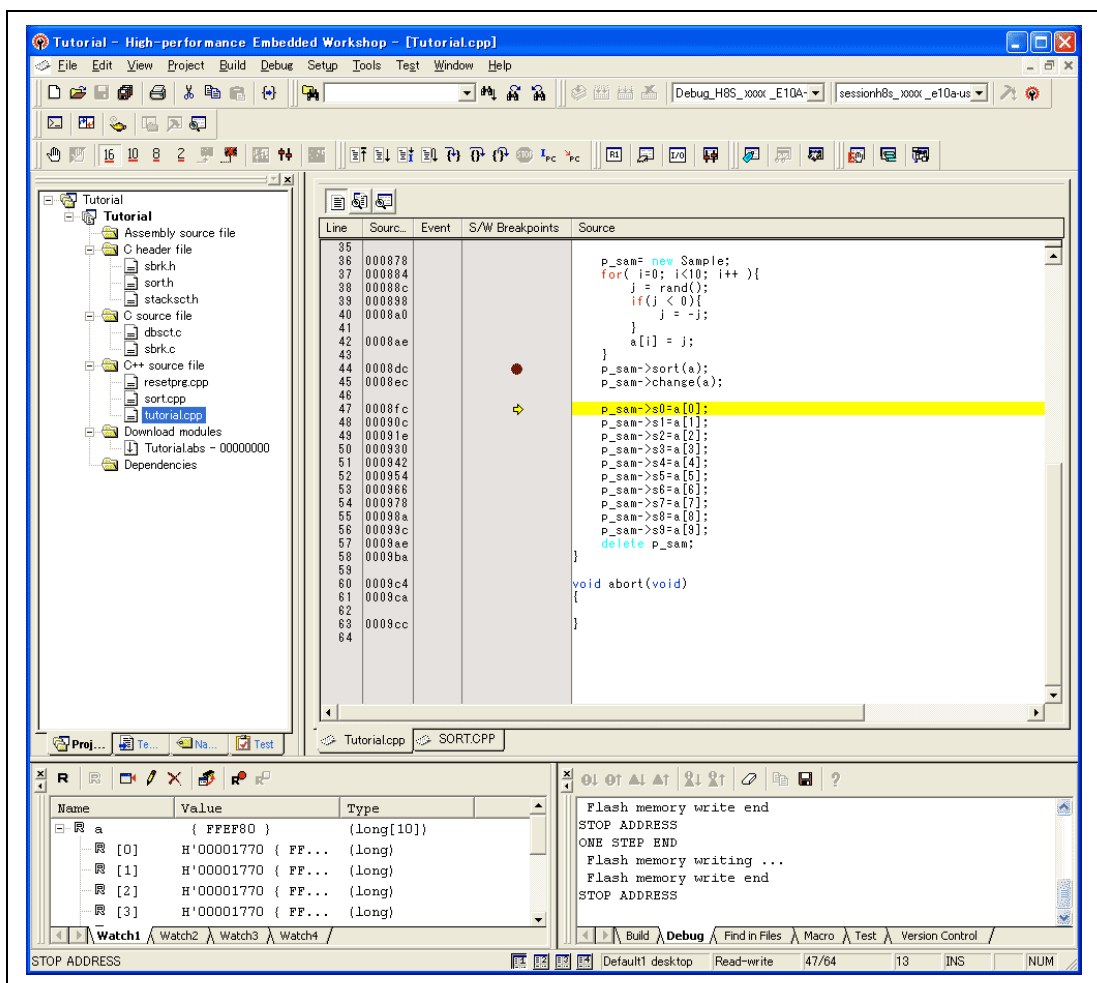 Tutorial - High-performance Embedded Workshop - [Tutorial.cpp]
File Edit View Project Build Debug Setup Tools Test Window Help
Debug_H8S_xxxx_E10A- sessionh8s_xxxx_e10a-us
16 10 8 2
Tutorial
Tutorial
Assembly source file
C header file
sbrk.h
sort.h
stacksct.h
C source file
dbsct.c
sbrk.c
C++ source file
resetprg.cpp
sort.cpp
tutorial.cpp
Download modules
Tutorial.abs - 00000000
Dependencies
Proj... Te... Na... Test
Line Sourc... Event S/W Breakpoints Source
35
36 000878 p_sam= new Sample;
37 000884 for( i=0; i<10; i++ ){
38 00088c j = rand();
39 000898 if(j < 0){
40 0008a0 j = -j;
41 }
42 0008ae a[i] = j;
43 }
44 0008dc p_sam->sort(a);
45 0008ec p_sam->change(a);
46
47 0008fc p_sam->s0=a[0];
48 00090c p_sam->s1=a[1];
49 00091e p_sam->s2=a[2];
50 000930 p_sam->s3=a[3];
51 000942 p_sam->s4=a[4];
52 000954 p_sam->s5=a[5];
53 000966 p_sam->s6=a[6];
54 000978 p_sam->s7=a[7];
55 00098a p_sam->s8=a[8];
56 00099c p_sam->s9=a[9];
57 0009ae delete p_sam;
58 0009ba }
59
60 0009c4 void abort(void)
61 0009ca {
62
63 0009cc }
64
Tutorial.cpp SORT.CPP
Name Value Type
R a { FFEF80 } (long[10])
R [0] H'00001770 { FF... (long)
R [1] H'00001770 { FF... (long)
R [2] H'00001770 { FF... (long)
R [3] H'00001770 { FF... (long)
Watch1 Watch2 Watch3 Watch4
Flash memory write end
STOP ADDRESS
ONE STEP END
Flash memory writing ...
Flash memory write end
STOP ADDRESS
Build Debug Find in Files Macro Test Version Control
STOP ADDRESS Default1 desktop Read-write 47/64 13 INS NUM